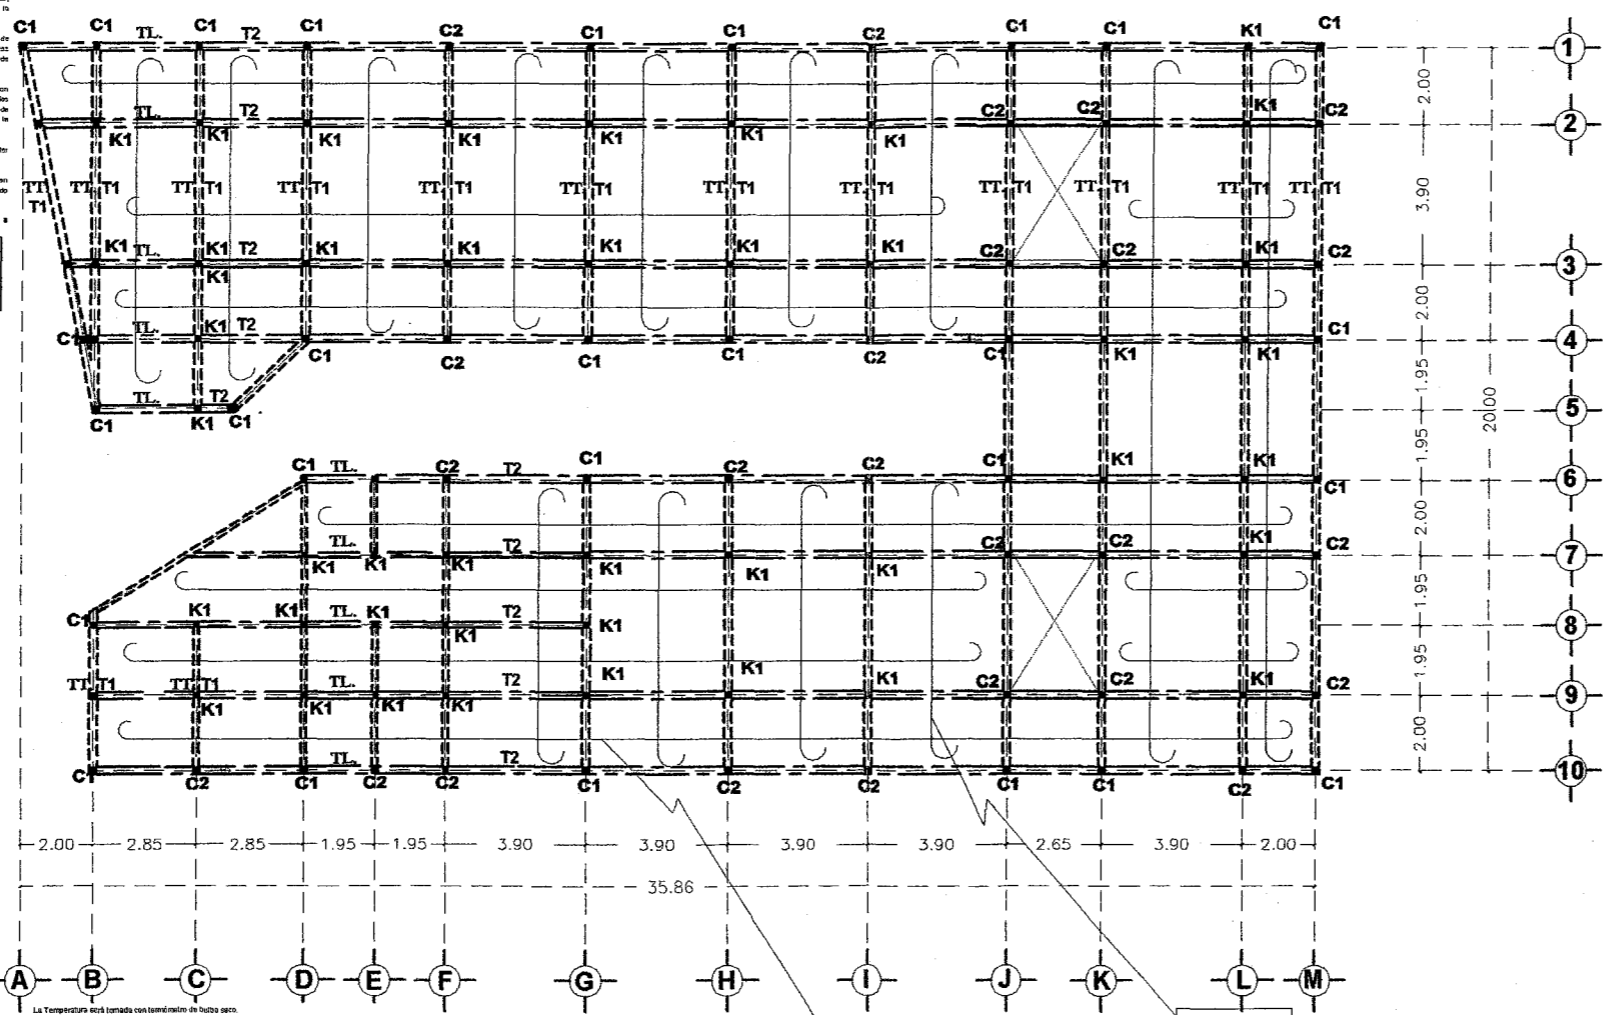 C1 C1 TL. C1 T2 C1 C2 C1 C1 C2 C1 C1 K1 C1 1
TL. T2 C2 C2 K1 C2 2
K1 K1 K1 K1 K1 K1 K1
2.00
TT T1 TT T1 TT T1 TT T1 TT T1 TT T1 TT T1 TT T1 TT T1 TT T1 TT T1 TT T1
3.90
K1 TL. K1 T2 K1 K1 K1 K1 K1 C2 C2 K1 C2 3
K1
2.00
C1 TL. K1 T2 C1 4
C1 C2 C1 C1 C2 C1 K1 K1
1.95
TL. T2 20.00 5
C1 K1 C1
1.95
C1 TL. C2 T2 C1 C2 C2 C1 K1 K1 C1 6
2.00
TL. T2 C2 C2 K1 C2 7
K1 K1 K1 K1 K1 K1
1.95
C1 K1 K1 TL. K1 T2 8
K1 K1
1.95
TT T1 TT T1 TL. T2 K1 K1 K1 C2 C2 K1 C2 9
K1 K1 K1 K1
2.00
TL. T2 10
C1 C2 C1 C2 C2 C1 C2 C2 C1 C1 C2 C1
2.00 2.85 2.85 1.95 1.95 3.90 3.90 3.90 3.90 2.65 3.90 2.00
35.86
A B C D E F G H I J K L M
La Temperatura será tomada con termómetro de bulbo seco.